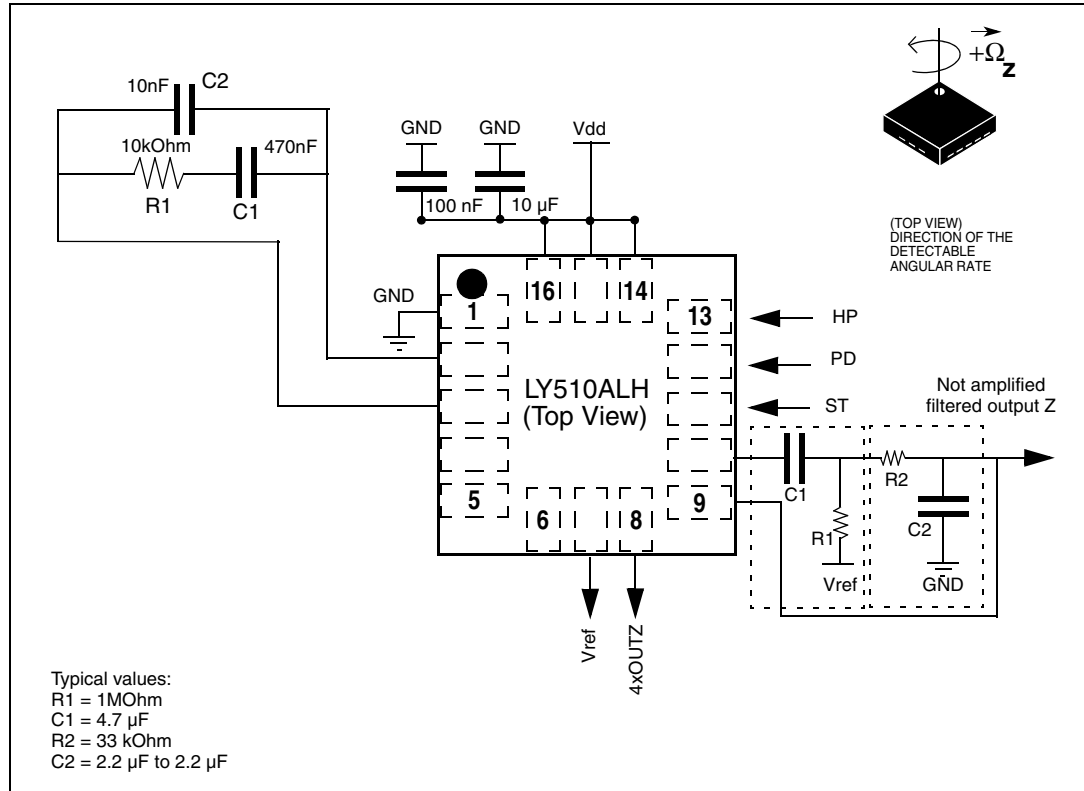 10nF
C2
10kOhm
470nF
R1
C1
GND
GND
Vdd
100 nF
10 µF
+Ωz
(TOP VIEW)
DIRECTION OF THE
DETECTABLE
ANGULAR RATE
GND
1
16
14
13
HP
PD
ST
LY510ALH
(Top View)
Not amplified
filtered output Z
5
6
8
9
C1
R1
Vref
R2
C2
GND
Vref
4xOUTZ
Typical values:
R1 = 1MOhm
C1 = 4.7 µF
R2 = 33 kOhm
C2 = 2.2 µF to 2.2 µF